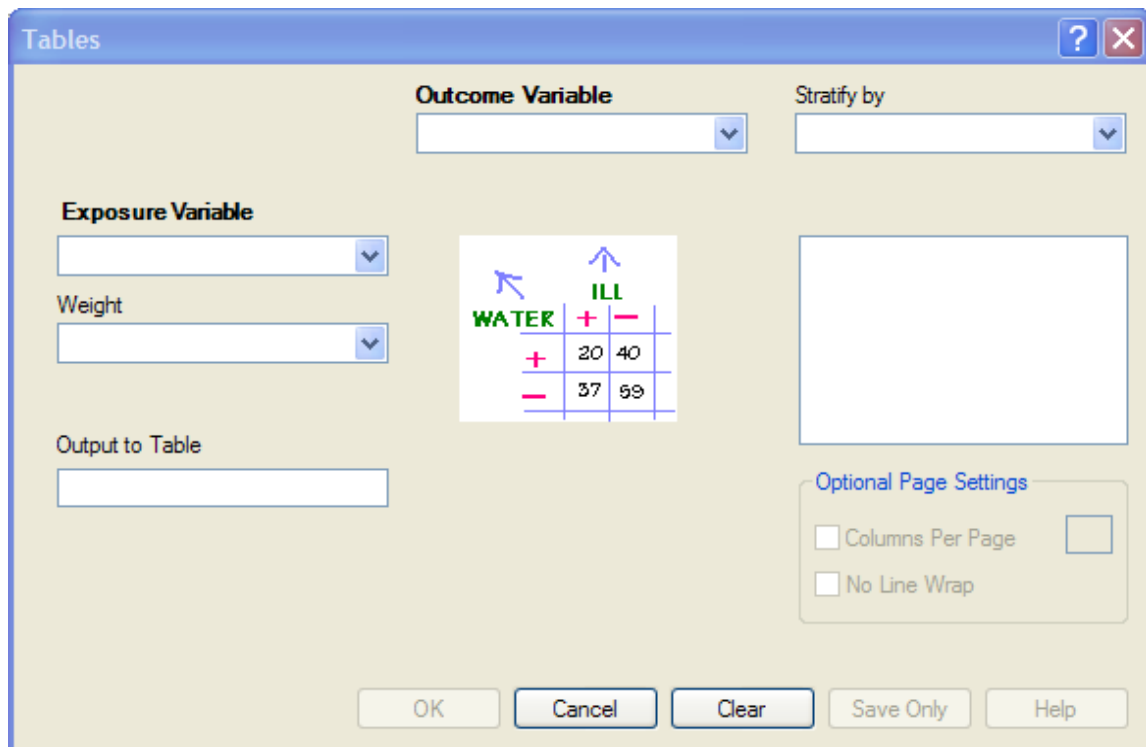 Tables
Outcome Variable
Stratify by
Exposure Variable
Weight
ILL
WATER + −
+ 20 40
− 37 59
Output to Table
Optional Page Settings
Columns Per Page
No Line Wrap
OK Cancel Clear Save Only Help